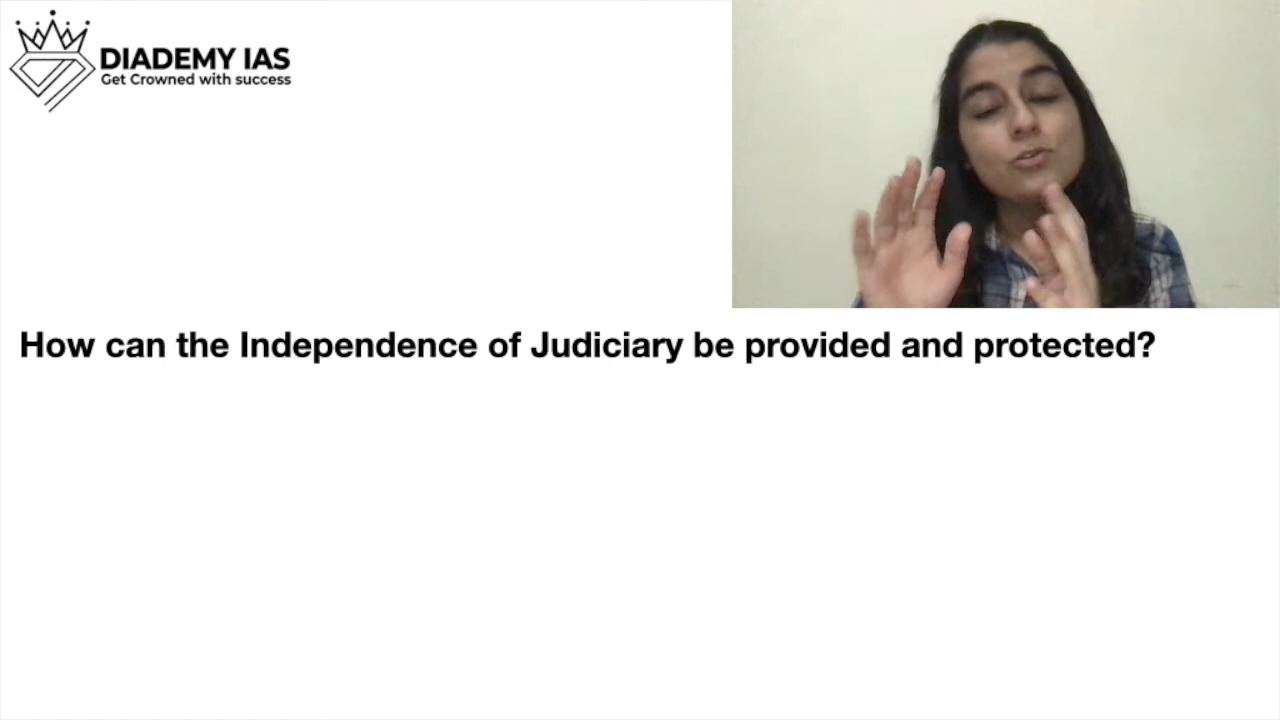 DIADEMY IAS
Get Crowned with success
How can the Independence of Judiciary be provided and protected?